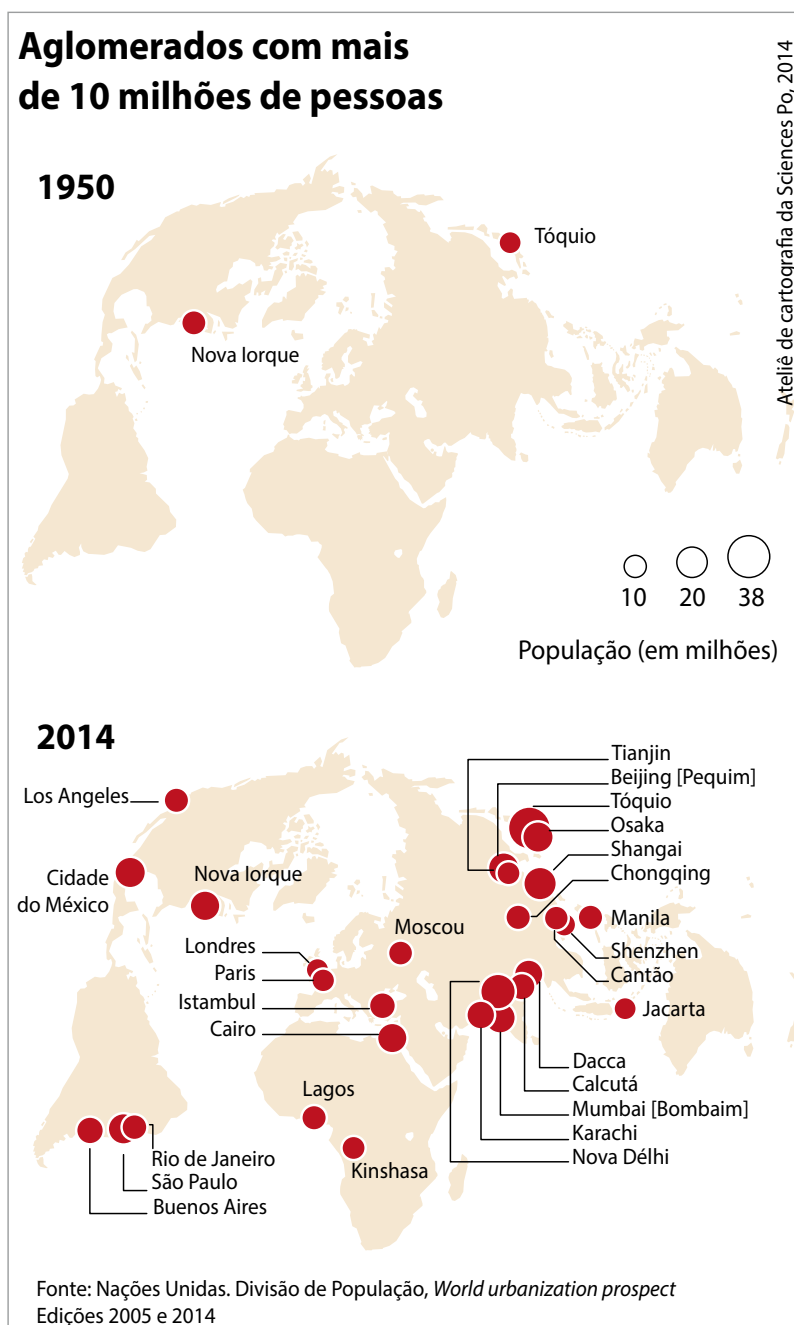 Aglomerados com mais
de 10 milhões de pessoas
Ateliê de cartografia da Sciences Po, 2014
1950
Tóquio
Nova Iorque
10 20 38
População (em milhões)
2014
Los Angeles
Cidade
do México
Nova Iorque
Londres
Paris
Istambul
Cairo
Moscou
Lagos
Kinshasa
Tianjin
Beijing [Pequim]
Tóquio
Osaka
Shangai
Chongqing
Manila
Shenzhen
Cantão
Jacarta
Dacca
Calcutá
Mumbai [Bombaim]
Karachi
Nova Délhi
Rio de Janeiro
São Paulo
Buenos Aires
Fonte: Nações Unidas. Divisão de População, World urbanization prospect
Edições 2005 e 2014